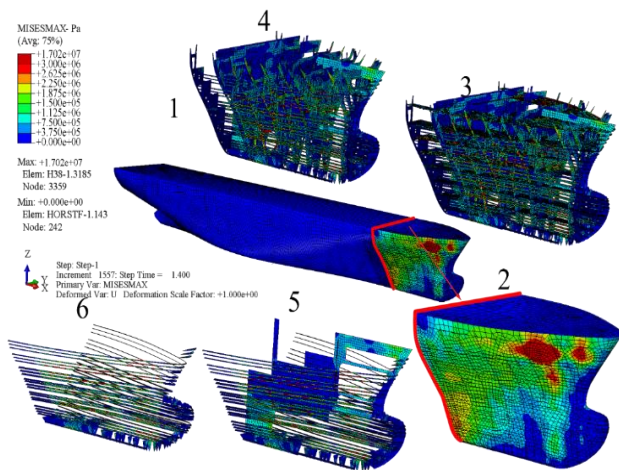 MISESMAX- Pa
(Avg: 75%)
+1.702e+07
+3.000e+06
+2.625e+06
+2.250e+06
+1.875e+06
+1.500e+05
+1.125e+06
+7.500e+05
+3.750e+05
+0.000e+00
Max: +1.702e+07
Elem: H38-1.3185
Node: 3359
Min: +0.000e+00
Elem: HORSTF-1.143
Node: 242
4
1
3
Z
Y
X
Step: Step-1
Increment 1557: Step Time = 1.400
Primary Var: MISESMAX
Deformed Var: U Deformation Scale Factor: +1.000e+00
6
5
2